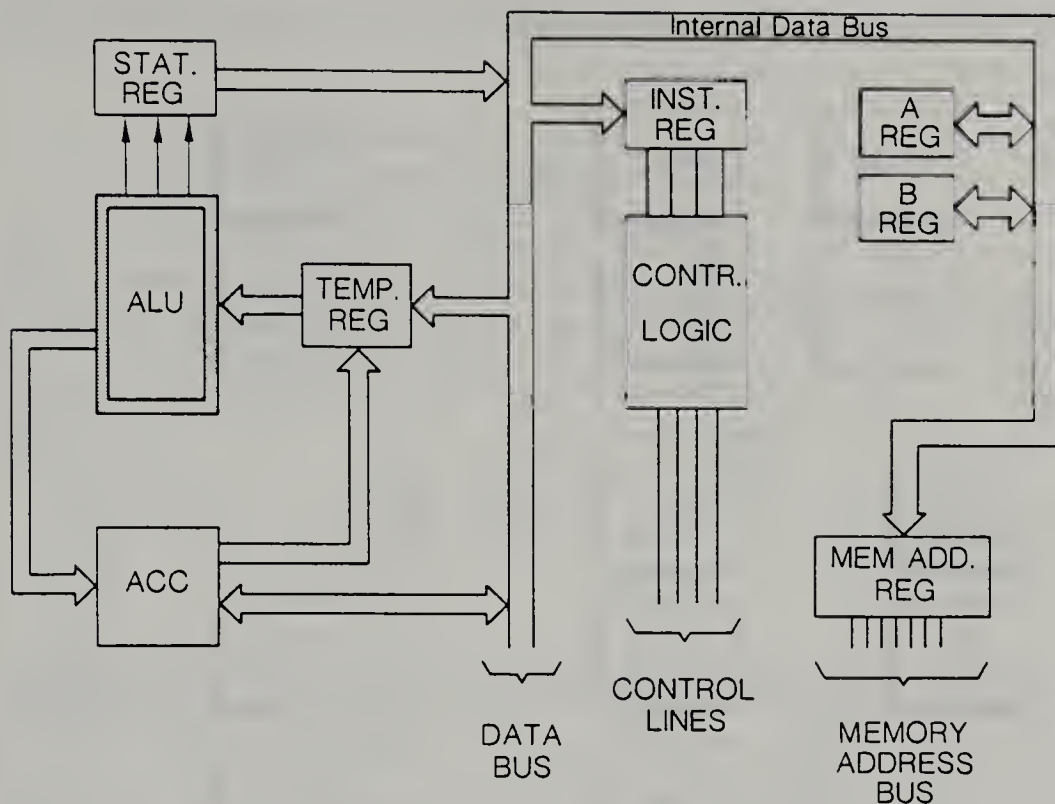 Internal Data Bus
STAT.
REG
INST.
REG
A
REG
B
REG
ALU
TEMP.
REG
CONTR.
LOGIC
ACC
MEM ADD.
REG
DATA
BUS
CONTROL
LINES
MEMORY
ADDRESS
BUS